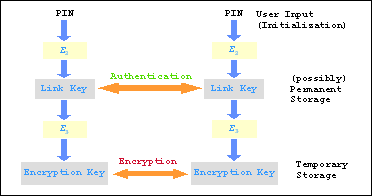 PIN PIN User Input
(Initialization)
E₂ E₂
Authentication
(possibly)
Link Key Link Key Permanent
Storage
E₃ E₃
Encryption
Temporary
Encryption Key Encryption Key Storage